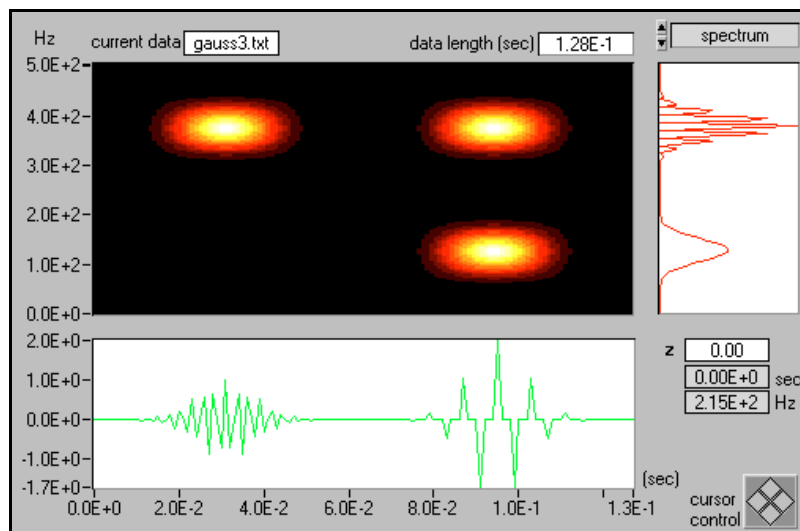 Hz current data gauss3.txt data length (sec) 1.28E-1 spectrum
5.0E+2
4.0E+2
3.0E+2
2.0E+2
1.0E+2
0.0E+0
2.0E+0
1.0E+0
0.0E+0
-1.0E+0
-1.7E+0
z 0.00
0.00E+0 sec
2.15E+2 Hz
(sec)
0.0E+0 2.0E-2 4.0E-2 6.0E-2 8.0E-2 1.0E-1 1.3E-1
cursor
control